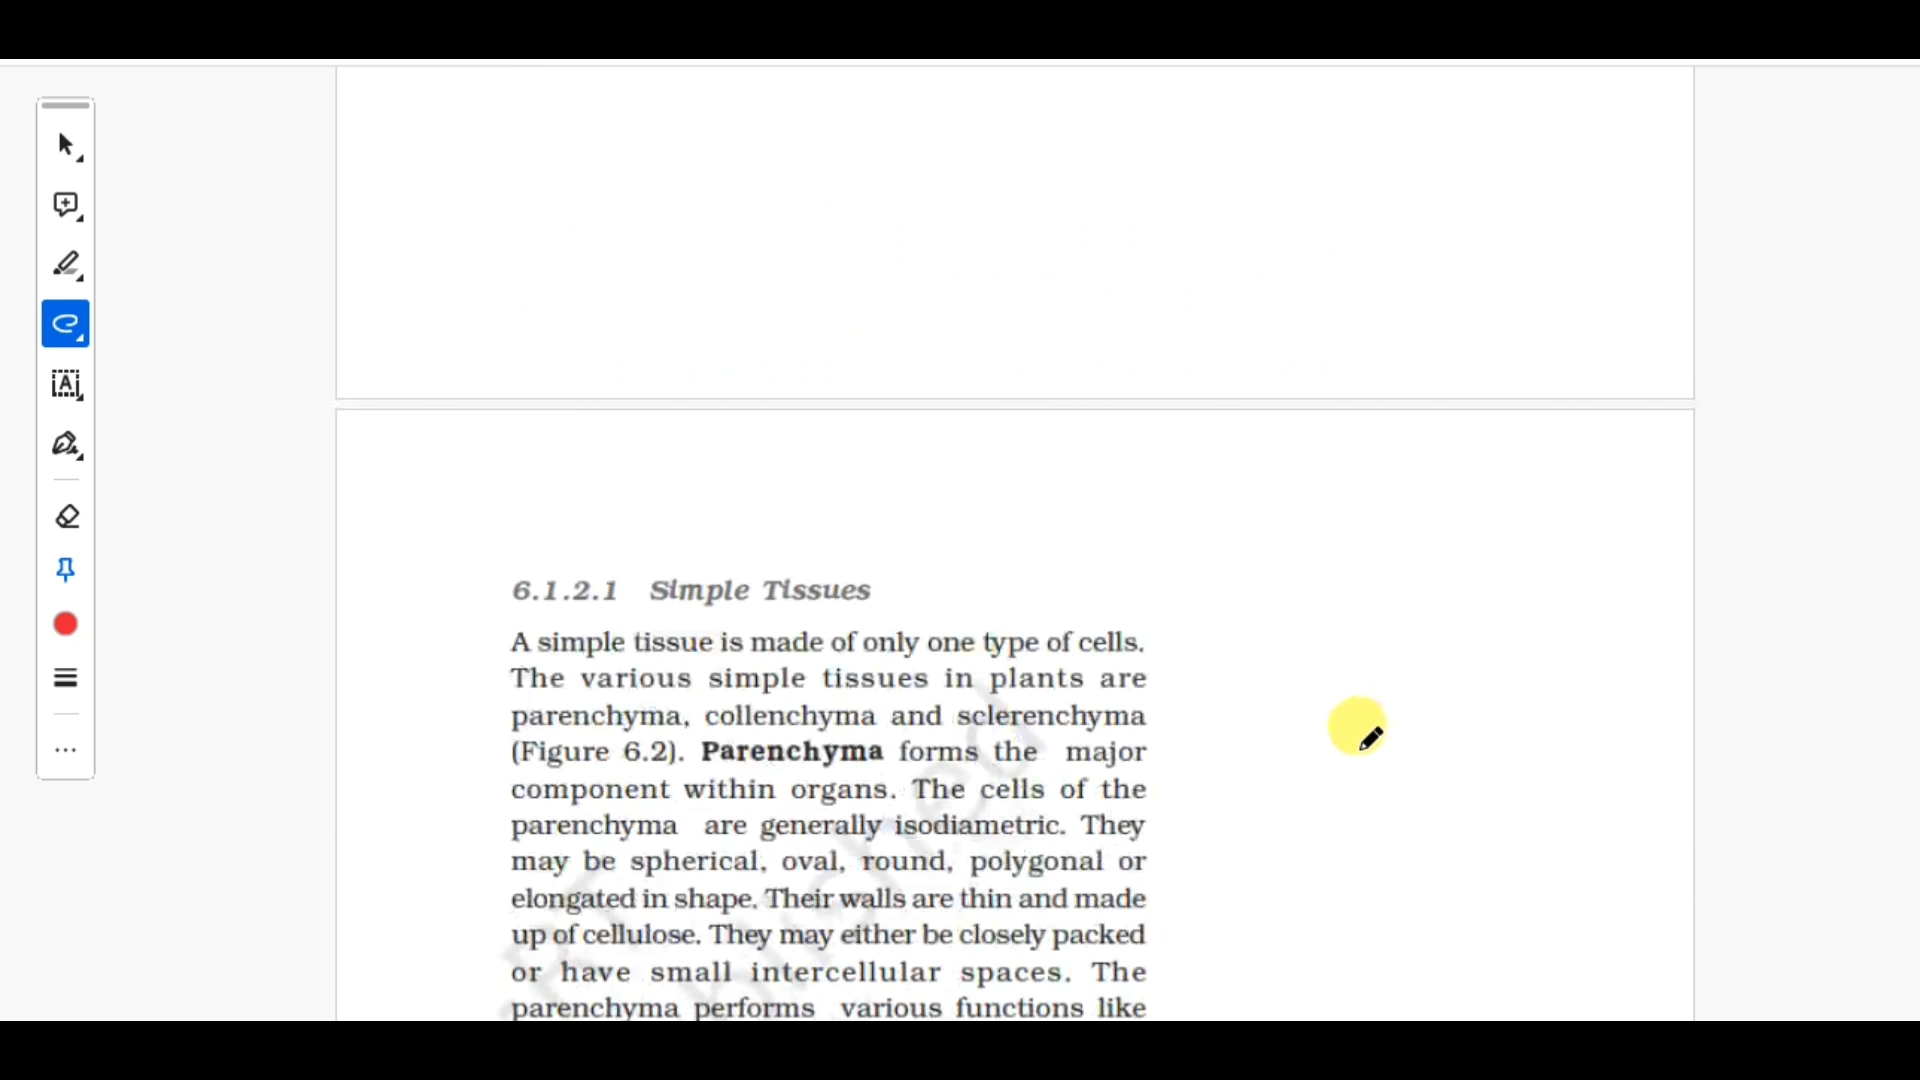 6.1.2.1 Simple Tissues
A simple tissue is made of only one type of cells.
The various simple tissues in plants are
parenchyma, collenchyma and sclerenchyma
(Figure 6.2). Parenchyma forms the major
component within organs. The cells of the
parenchyma are generally isodiametric. They
may be spherical, oval, round, polygonal or
elongated in shape. Their walls are thin and made
up of cellulose. They may either be closely packed
or have small intercellular spaces. The
parenchyma performs various functions like